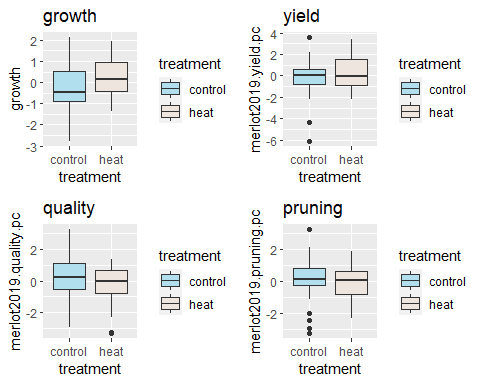 growth
growth
2
1
0
-1
-2
-3
control
heat
treatment
treatment
control
heat
yield
merlot2019.yield.pc
4
2
0
-2
-4
-6
control
heat
treatment
treatment
control
heat
quality
merlot2019.quality.pc
2
0
-2
control
heat
treatment
treatment
control
heat
pruning
merlot2019.pruning.pc
2
0
-2
control
heat
treatment
treatment
control
heat